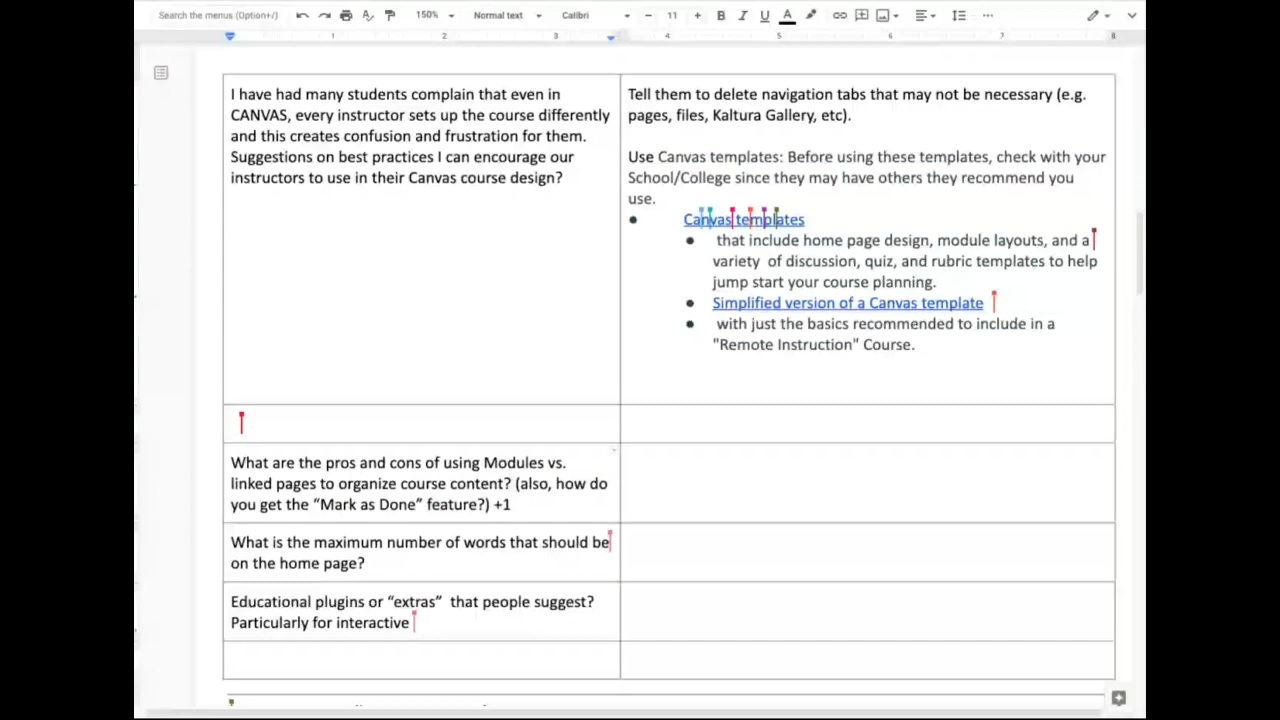 Search the menus (Option+/)
150%
Normal text
Calibri
11
B I U A
1 2 3 4 5 6 7 8
I have had many students complain that even in
CANVAS, every instructor sets up the course differently
and this creates confusion and frustration for them.
Suggestions on best practices I can encourage our
instructors to use in their Canvas course design?
Tell them to delete navigation tabs that may not be necessary (e.g.
pages, files, Kaltura Gallery, etc).
Use Canvas templates: Before using these templates, check with your
School/College since they may have others they recommend you
use.
Canvas templates
that include home page design, module layouts, and a
variety of discussion, quiz, and rubric templates to help
jump start your course planning.
Simplified version of a Canvas template
with just the basics recommended to include in a
"Remote Instruction" Course.
What are the pros and cons of using Modules vs.
linked pages to organize course content? (also, how do
you get the “Mark as Done” feature?) +1
What is the maximum number of words that should be
on the home page?
Educational plugins or “extras” that people suggest?
Particularly for interactive